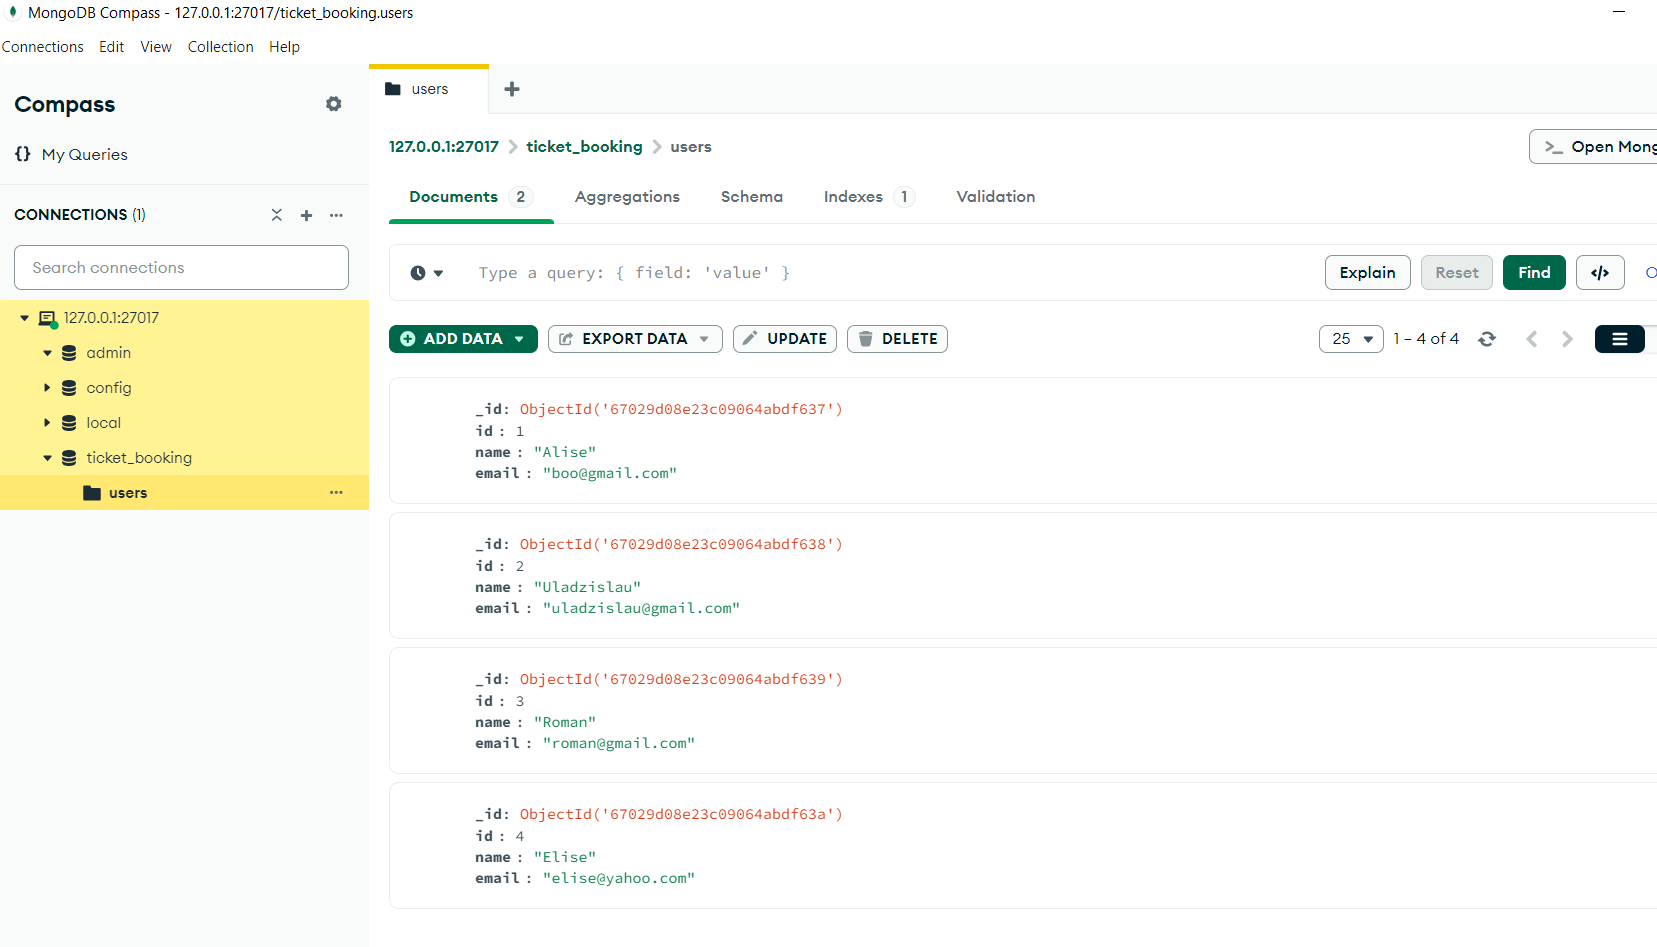 MongoDB Compass - 127.0.0.1:27017/ticket_booking.users
Connections Edit View Collection Help
Compass
{} My Queries
CONNECTIONS (1)
Search connections
127.0.0.1:27017
admin
config
local
ticket_booking
users
users
127.0.0.1:27017 > ticket_booking > users
>_ Open Mong
Documents 2 Aggregations Schema Indexes 1 Validation
Type a query: { field: 'value' }
Explain Reset Find </> O
ADD DATA EXPORT DATA UPDATE DELETE
25 1 – 4 of 4
_id: ObjectId('67029d08e23c09064abdf637')
id : 1
name : "Alise"
email : "boo@gmail.com"
_id: ObjectId('67029d08e23c09064abdf638')
id : 2
name : "Uladzislau"
email : "uladzislau@gmail.com"
_id: ObjectId('67029d08e23c09064abdf639')
id : 3
name : "Roman"
email : "roman@gmail.com"
_id: ObjectId('67029d08e23c09064abdf63a')
id : 4
name : "Elise"
email : "elise@yahoo.com"